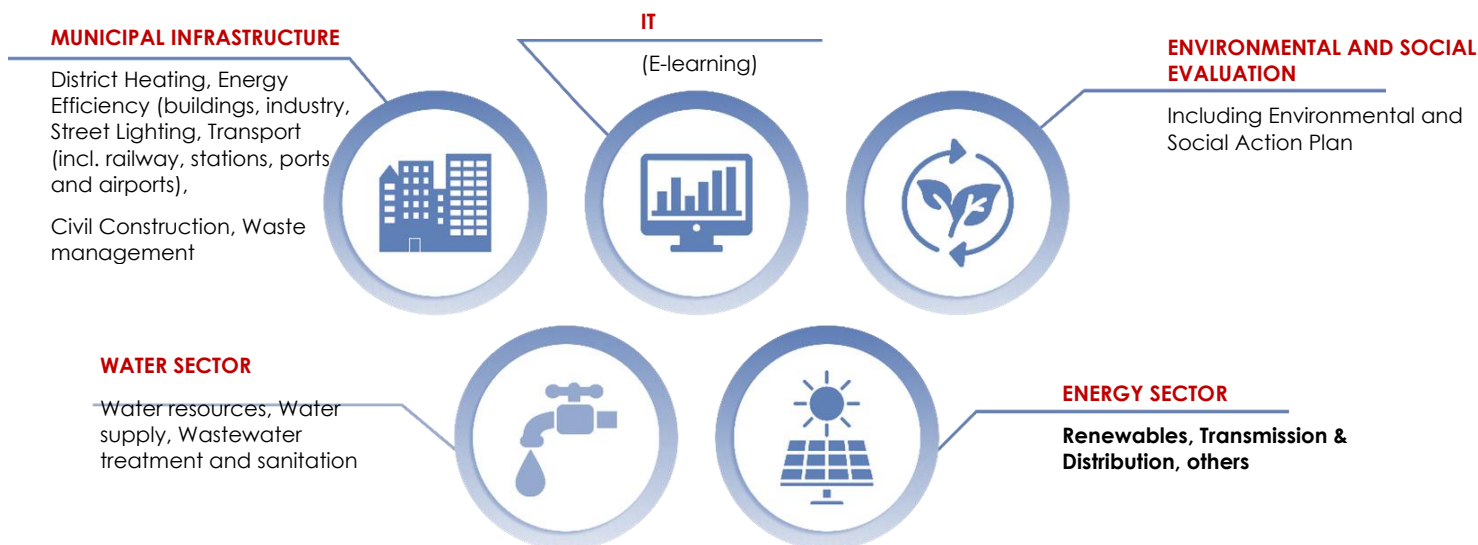 MUNICIPAL INFRASTRUCTURE
District Heating, Energy
Efficiency (buildings, industry,
Street Lighting, Transport
(incl. railway, stations, ports
and airports),
Civil Construction, Waste
management
IT
(E-learning)
ENVIRONMENTAL AND SOCIAL
EVALUATION
Including Environmental and
Social Action Plan
WATER SECTOR
Water resources, Water
supply, Wastewater
treatment and sanitation
ENERGY SECTOR
Renewables, Transmission &
Distribution, others